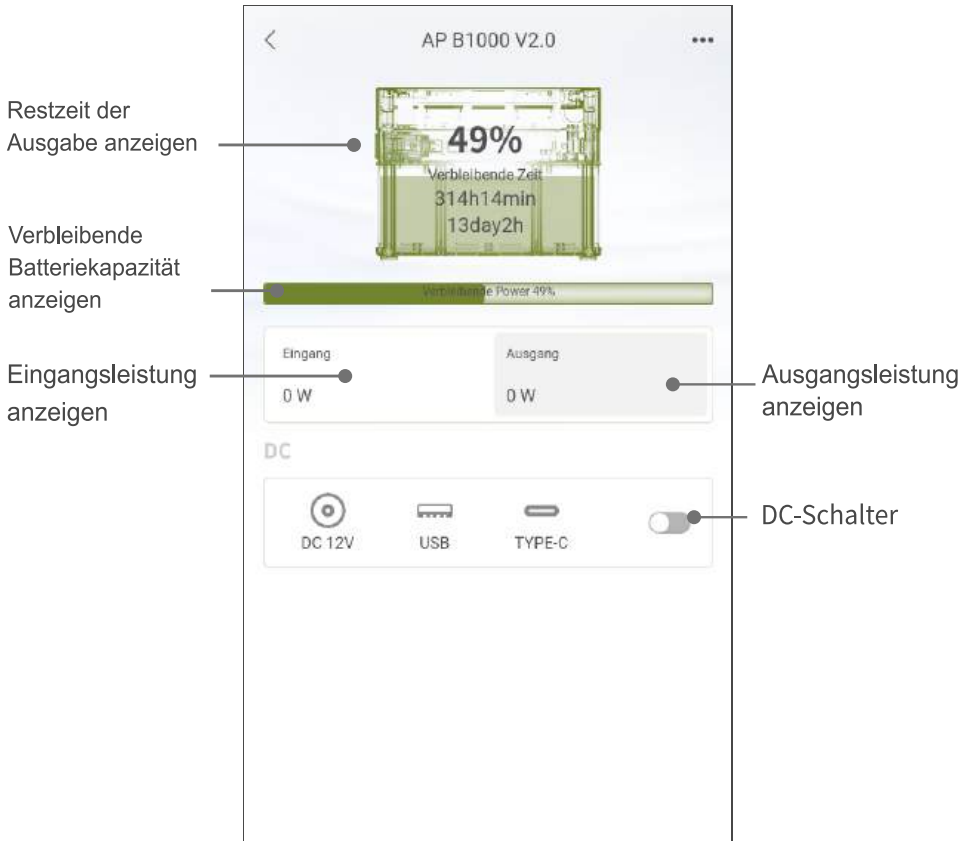 AP B1000 V2.0
Restzeit der
Ausgabe anzeigen
49%
Verbleibende Zeit
314h14min
13day2h
Verbleibende
Batteriekapazität
anzeigen
Verbleibende Power 49%
Eingang
0 W
Ausgang
0 W
Eingangsleistung
anzeigen
Ausgangsleistung
anzeigen
DC
DC 12V
USB
TYPE-C
DC-Schalter